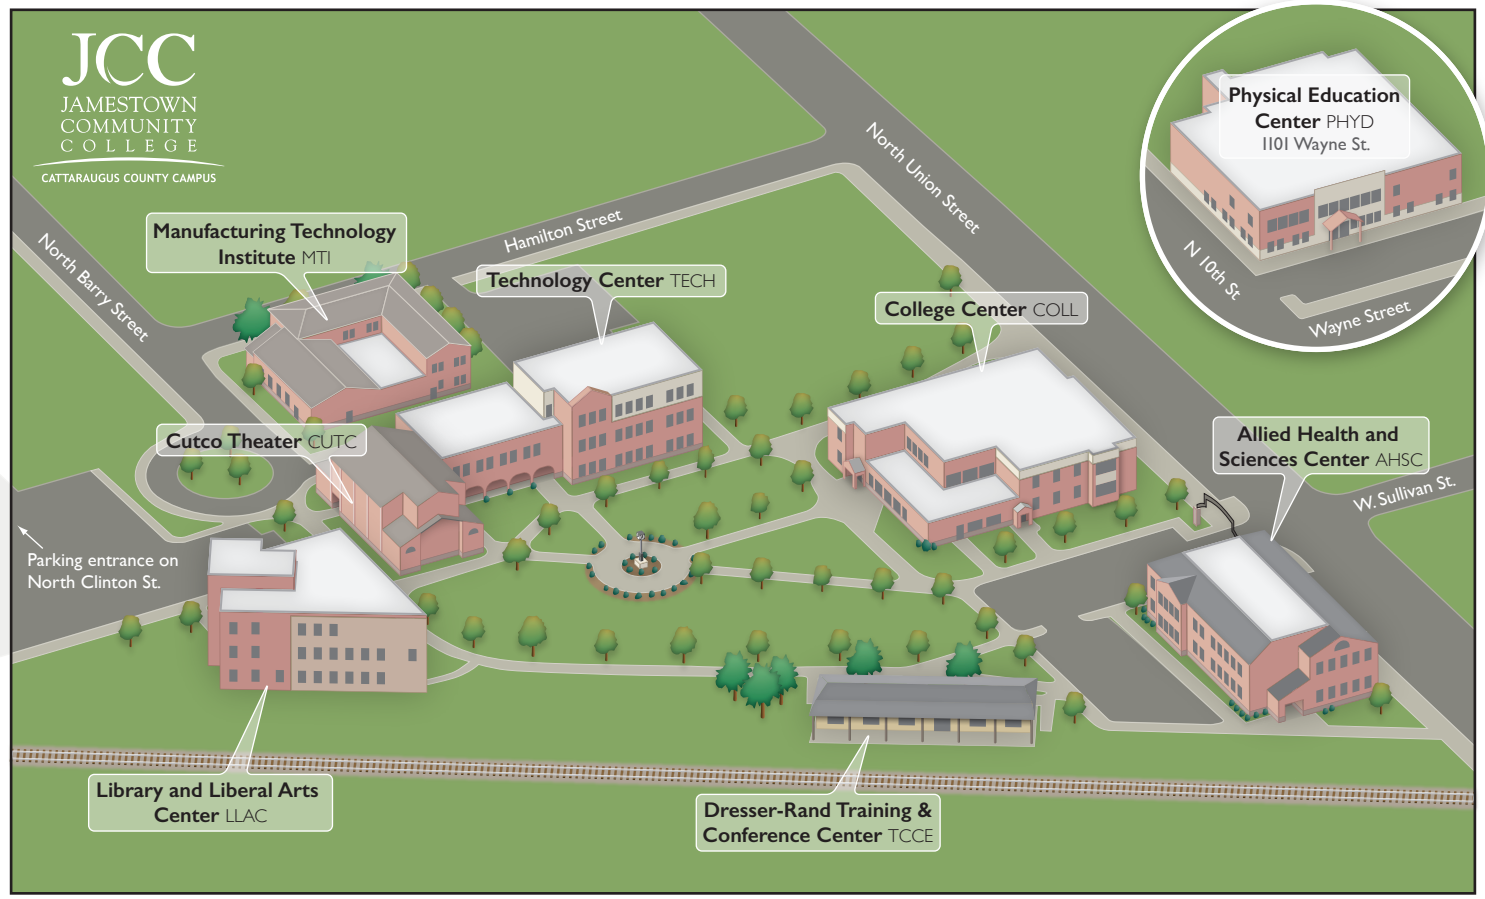 JCC
JAMESTOWN
COMMUNITY
COLLEGE
CATTARAUGUS COUNTY CAMPUS
Physical Education
Center PHYD
1101 Wayne St.
N 10th St
Wayne Street
North Union Street
Hamilton Street
North Barry Street
Manufacturing Technology
Institute MTI
Technology Center TECH
College Center COLL
Cutco Theater CUTC
Allied Health and
Sciences Center AHSC
W. Sullivan St.
Parking entrance on
North Clinton St.
Library and Liberal Arts
Center LLAC
Dresser-Rand Training &
Conference Center TCCE